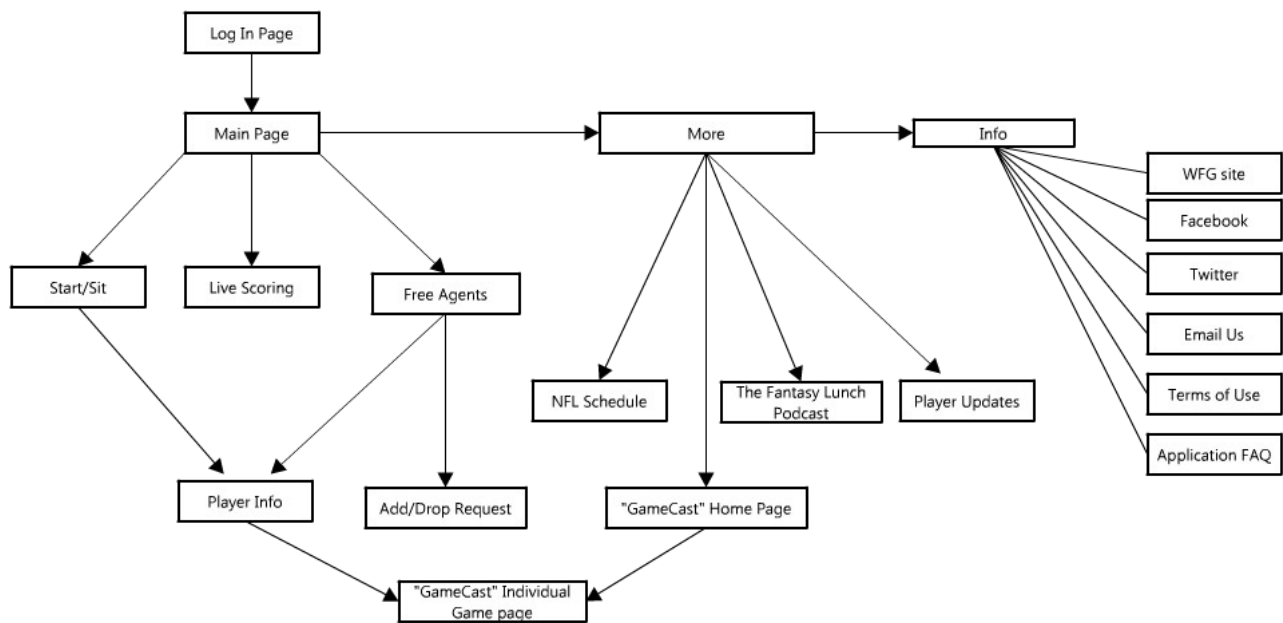 Log In Page
Main Page
More
Info
WFG site
Facebook
Start/Sit
Live Scoring
Free Agents
Twitter
Email Us
NFL Schedule
The Fantasy Lunch
Podcast
Player Updates
Terms of Use
Application FAQ
Player Info
Add/Drop Request
"GameCast" Home Page
"GameCast" Individual
Game page